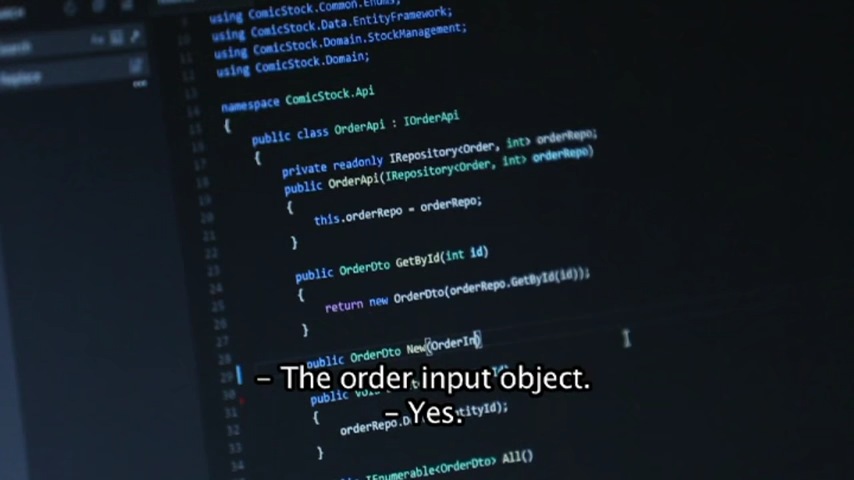 Search
Replace
using ComicStock.Common.Enums;
using ComicStock.Data.EntityFramework;
using ComicStock.Domain.StockManagement;
using ComicStock.Domain;
namespace ComicStock.Api
{
public class OrderApi : IOrderApi
{
private readonly IRepository<Order, int> orderRepo;
public OrderApi(IRepository<Order, int> orderRepo)
{
this.orderRepo = orderRepo;
}
public OrderDto GetById(int id)
{
return new OrderDto(orderRepo.GetById(id));
}
public OrderDto New(OrderIn)
– The order input object.
public
– Yes.
{
}
IEnumerable<OrderDto> All()